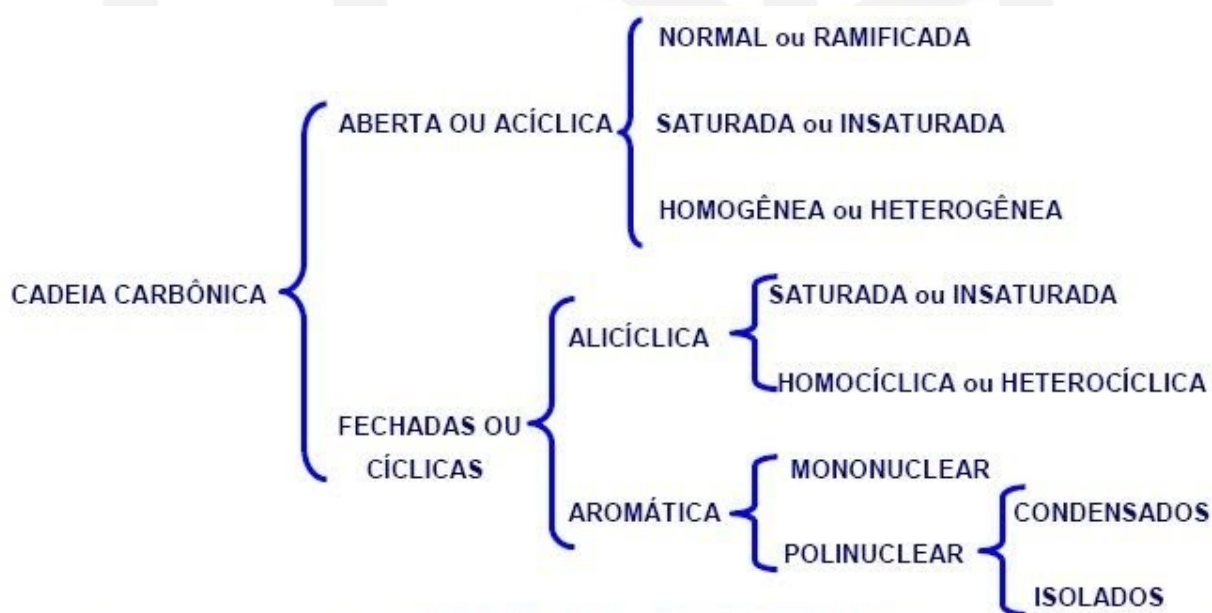 CADEIA CARBÔNICA
ABERTA OU ACÍCLICA
NORMAL ou RAMIFICADA
SATURADA ou INSATURADA
HOMOGÊNEA ou HETEROGÊNEA
FECHADAS OU
CÍCLICAS
ALICÍCLICA
SATURADA ou INSATURADA
HOMOCÍCLICA ou HETEROCÍCLICA
AROMÁTICA
MONONUCLEAR
POLINUCLEAR
CONDENSADOS
ISOLADOS